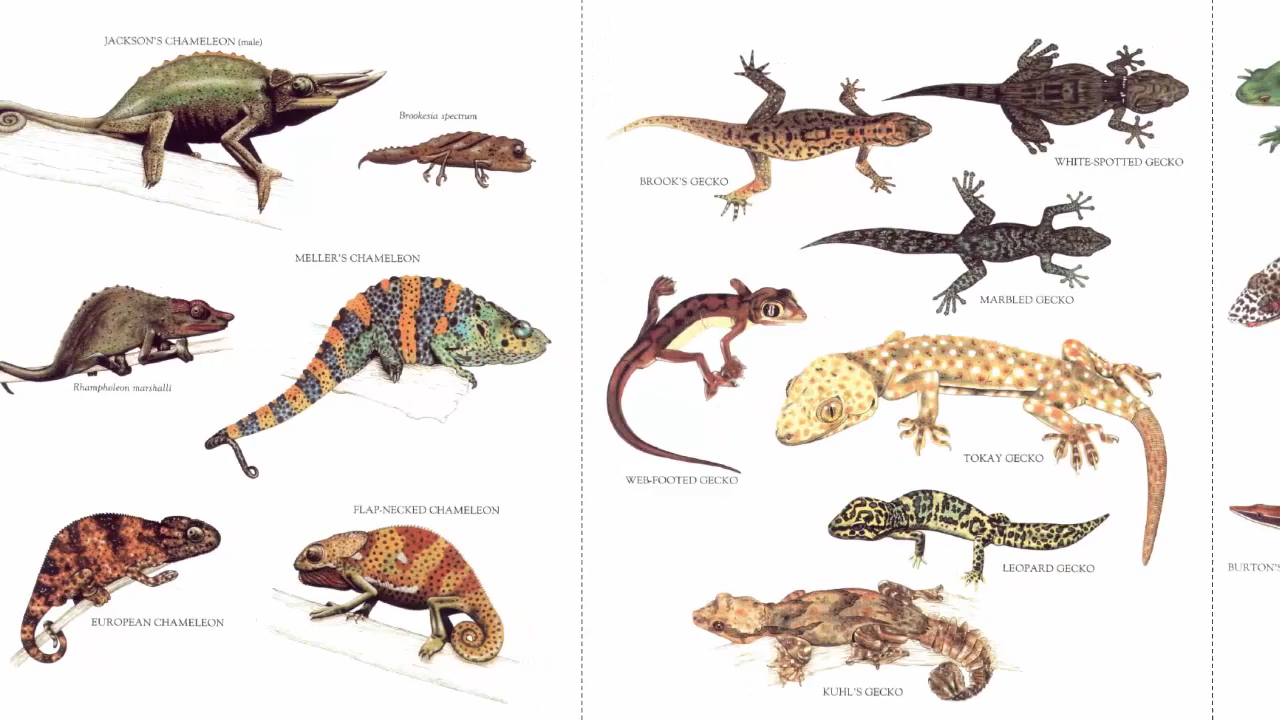 JACKSON'S CHAMELEON (male)
Brookesia spectrum
MELLER'S CHAMELEON
Rhampholeon marshalli
FLAP-NECKED CHAMELEON
EUROPEAN CHAMELEON
BROOK'S GECKO
WHITE-SPOTTED GECKO
MARBLED GECKO
WEB-FOOTED GECKO
TOKAY GECKO
LEOPARD GECKO
KUHL'S GECKO
BURTON'S